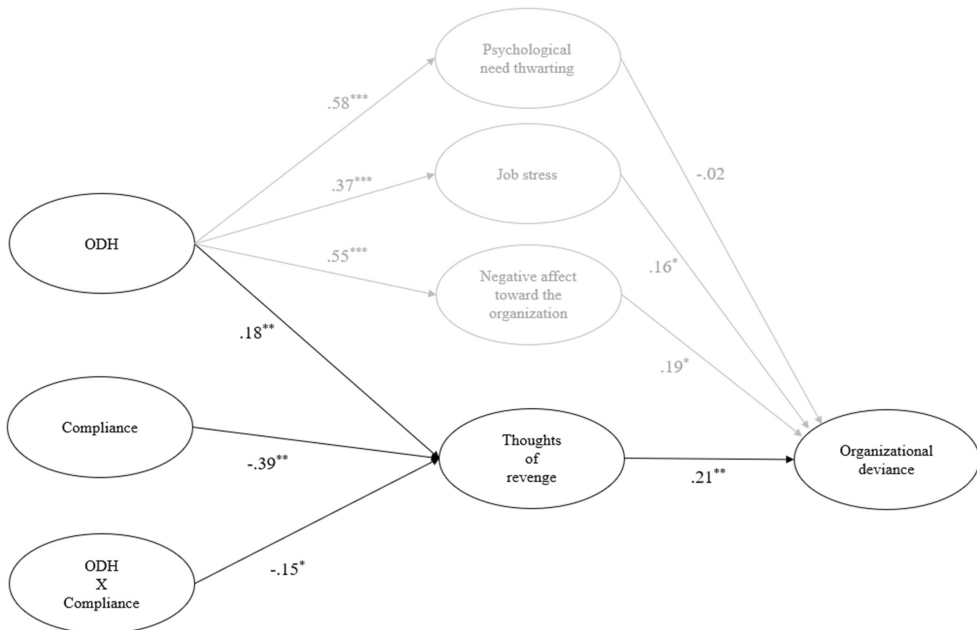 Psychological
need thwarting
.58***
Job stress
.37***
-.02
ODH
.55***
Negative affect
toward the
organization
.16*
.18**
.19*
Compliance
-.39**
Thoughts
of
revenge
.21**
Organizational
deviance
ODH
X
Compliance
-.15*